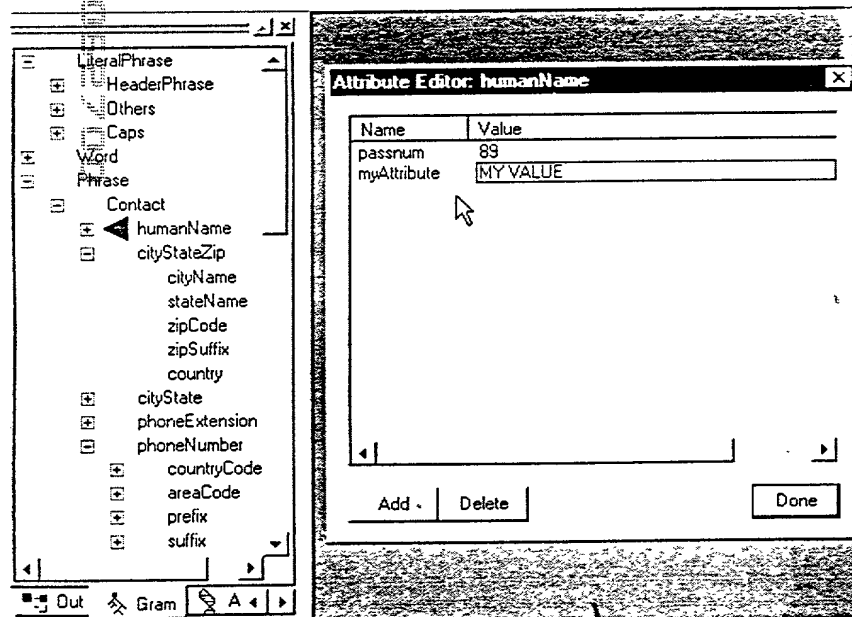 LiteralPhrase
HeaderPhrase
Others
Caps
Word
Phrase
Contact
humanName
cityStateZip
cityName
stateName
zipCode
zipSuffix
country
cityState
phoneExtension
phoneNumber
countryCode
areaCode
prefix
suffix
Out Gram A
Attribute Editor: humanName
Name Value
passnum 89
myAttribute MY VALUE
Add Delete Done